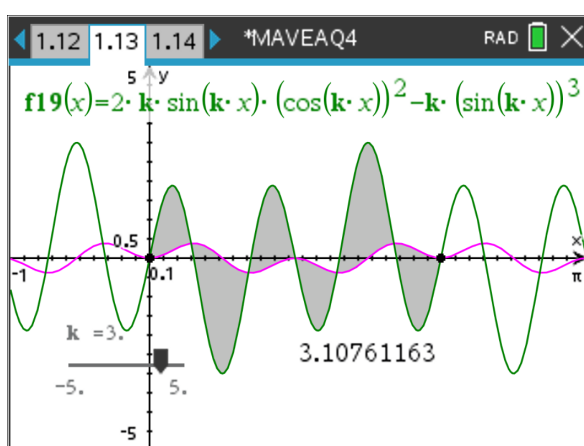 1.12 1.13 1.14 *MAVEAQ4 RAD
5 y
f19(x)=2·k·sin(k·x)·(cos(k·x))²−k·(sin(k·x))³
0.5 x
-1 0.1 π
k =3.
3.10761163
-5. 5.
-5